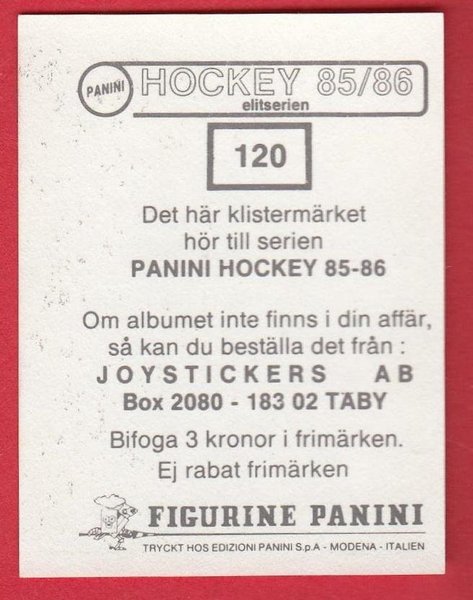 PANINI HOCKEY 85/86
elitserien
120
Det här klistermärket
hör till serien
PANINI HOCKEY 85-86
Om albumet inte finns i din affär,
så kan du beställa det från :
JOYSTICKERS AB
Box 2080 - 183 02 TABY
Bifoga 3 kronor i frimärken.
Ej rabat frimärken
FIGURINE PANINI
TRYCKT HOS EDIZIONI PANINI S.p.A - MODENA - ITALIEN